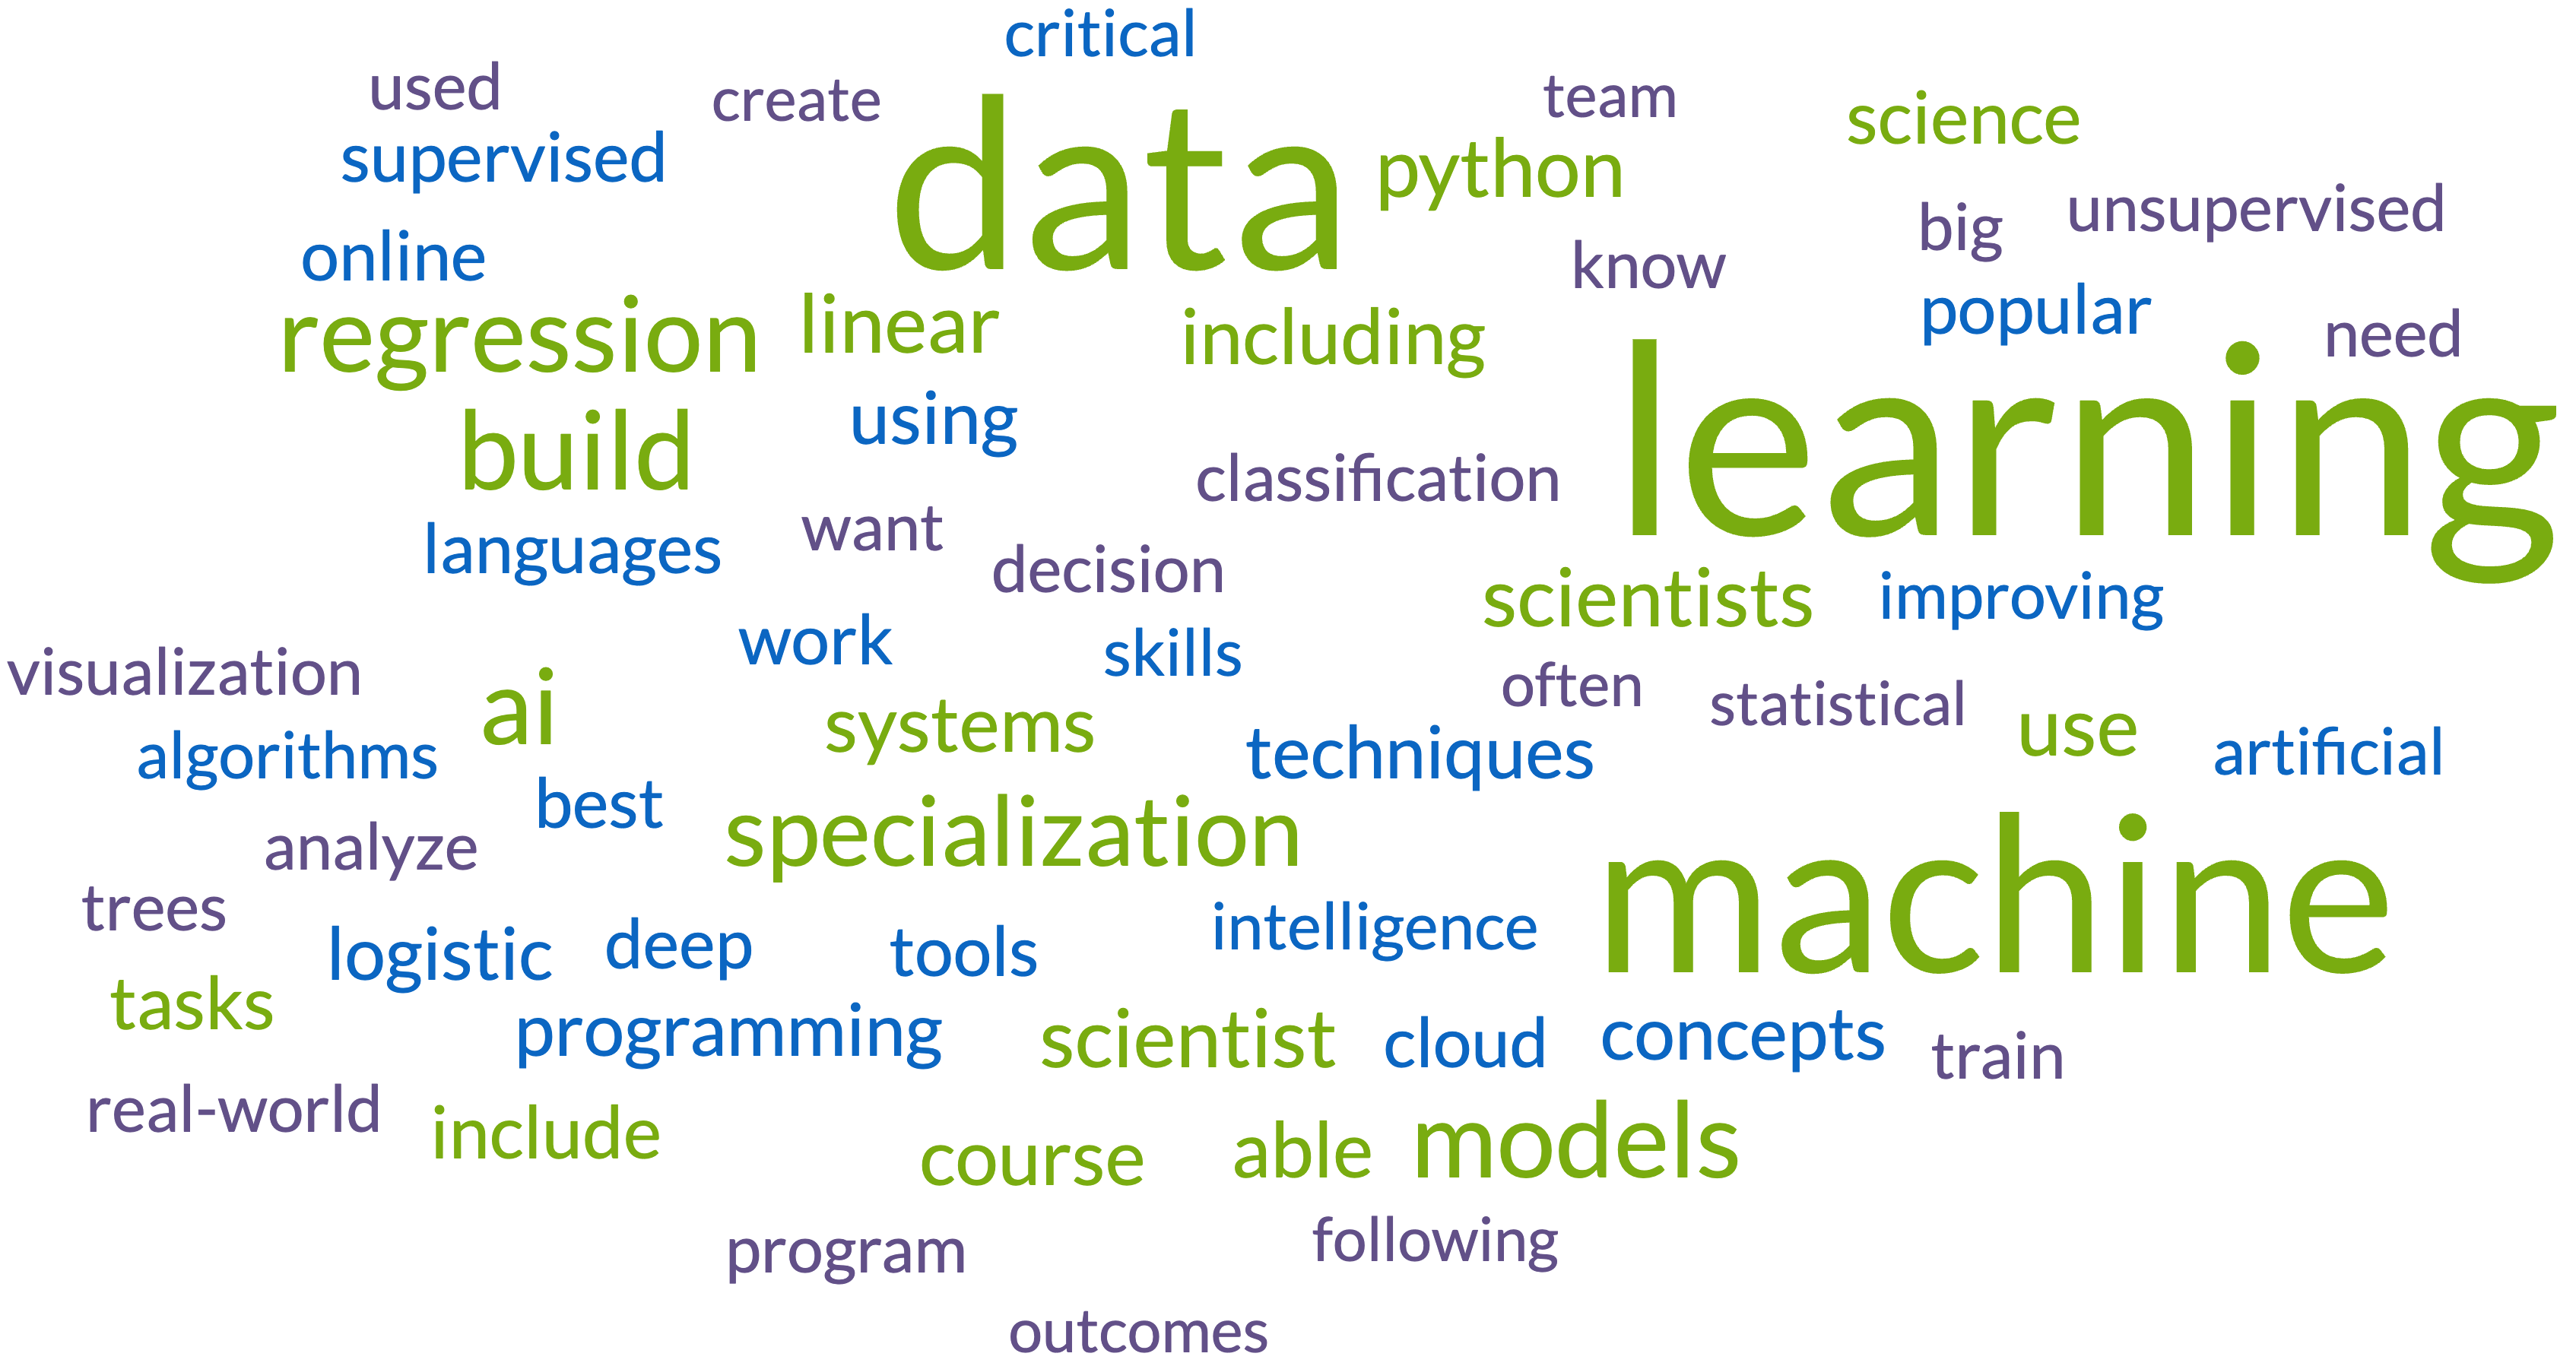 critical
used
create
team
science
supervised
data
python
unsupervised
big
online
know
regression
linear
including
popular
need
build
using
learning
classification
languages
want
decision
scientists
improving
work
skills
visualization
ai
often
statistical
algorithms
systems
techniques
use
artificial
best
specialization
analyze
machine
trees
logistic
deep
tools
intelligence
tasks
programming
scientist
cloud
concepts
train
real-world
include
course
able
models
program
following
outcomes